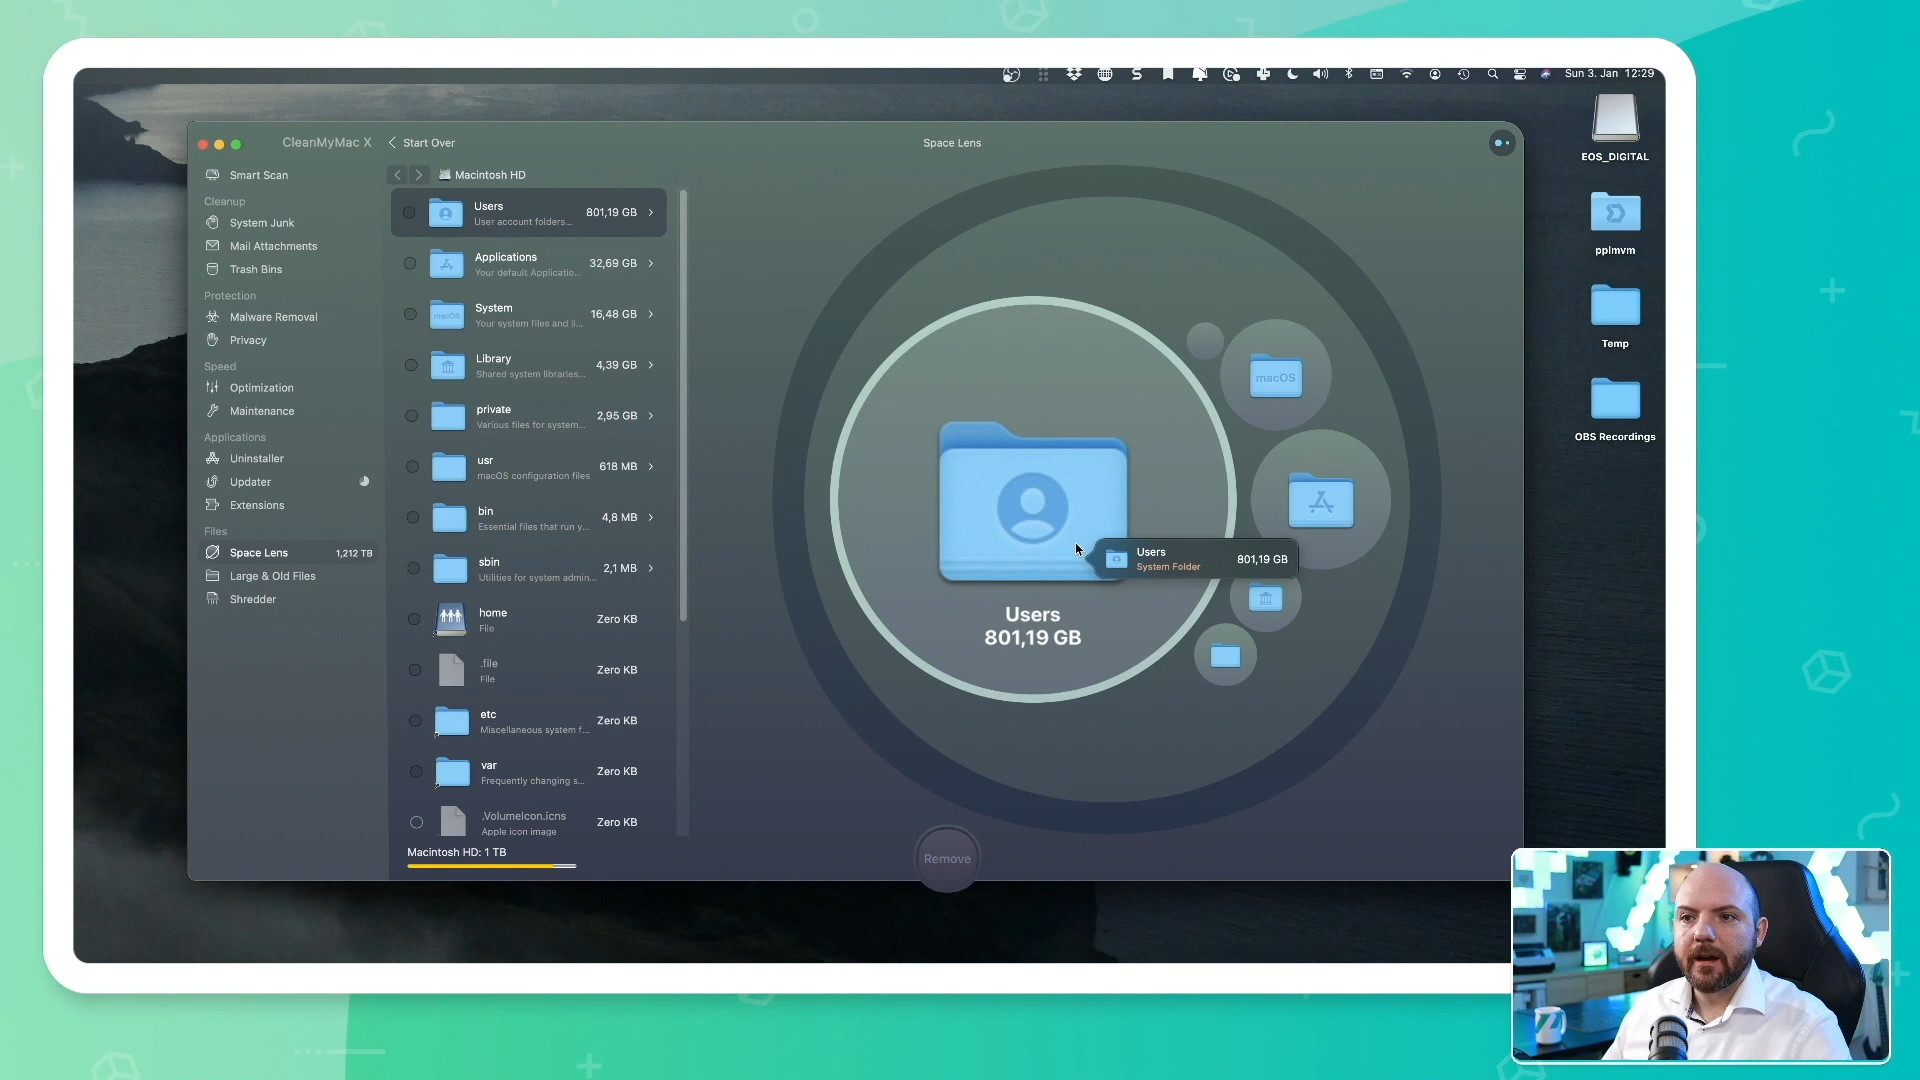 Sun 3. Jan 12:29
EOS_DIGITAL
pplmvm
Temp
OBS Recordings
CleanMyMac X
Start Over
Space Lens
Smart Scan
Cleanup
System Junk
Mail Attachments
Trash Bins
Protection
Malware Removal
Privacy
Speed
Optimization
Maintenance
Applications
Uninstaller
Updater
Extensions
Files
Space Lens 1,212 TB
Large & Old Files
Shredder
Macintosh HD
Users 801,19 GB
User account folders...
Applications 32,69 GB
Your default Applicatio...
System 16,48 GB
macOS
Your system files and li...
Library 4,39 GB
Shared system libraries...
private 2,95 GB
Various files for system...
usr 618 MB
macOS configuration files
bin 4,8 MB
Essential files that run y...
sbin 2,1 MB
Utilities for system admin...
home Zero KB
File
.file Zero KB
File
etc Zero KB
Miscellaneous system f...
var Zero KB
Frequently changing s...
.VolumeIcon.icns Zero KB
Apple icon image
Macintosh HD: 1 TB
macOS
Users 801,19 GB
System Folder
Users
801,19 GB
Remove